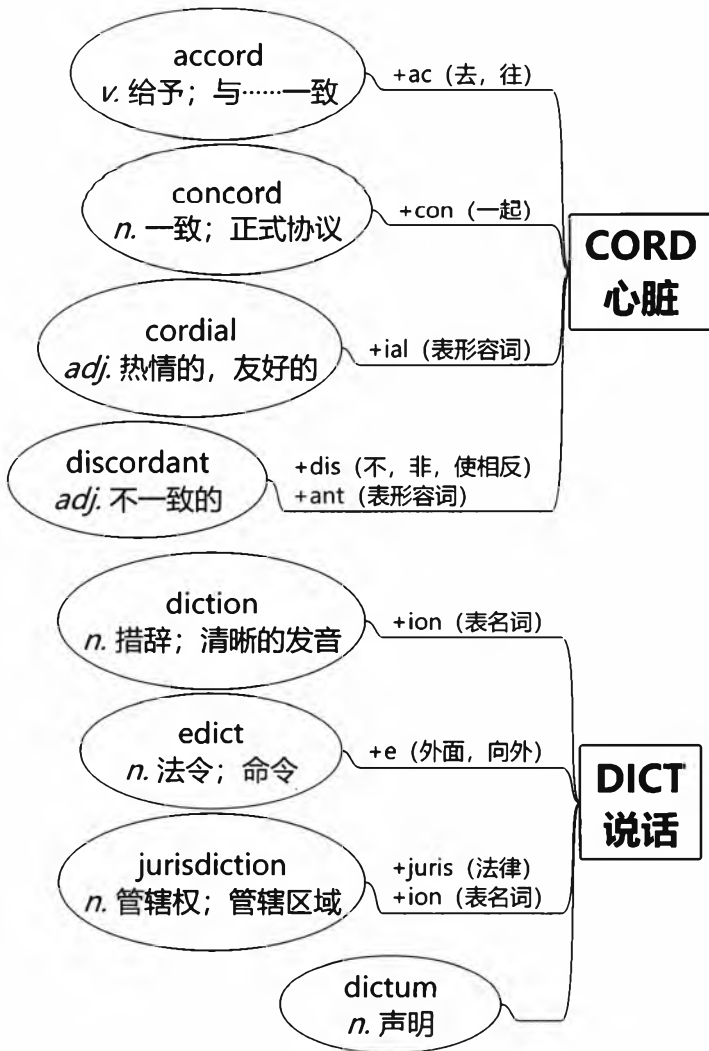 accord
v. 给予；与……一致
+ac（去，往）
concord
n. 一致；正式协议
+con（一起）
CORD
心脏
cordial
adj. 热情的，友好的
+ial（表形容词）
discordant
adj. 不一致的
+dis（不，非，使相反）
+ant（表形容词）
diction
n. 措辞；清晰的发音
+ion（表名词）
edict
n. 法令；命令
+e（外面，向外）
DICT
说话
jurisdiction
n. 管辖权；管辖区域
+juris（法律）
+ion（表名词）
dictum
n. 声明